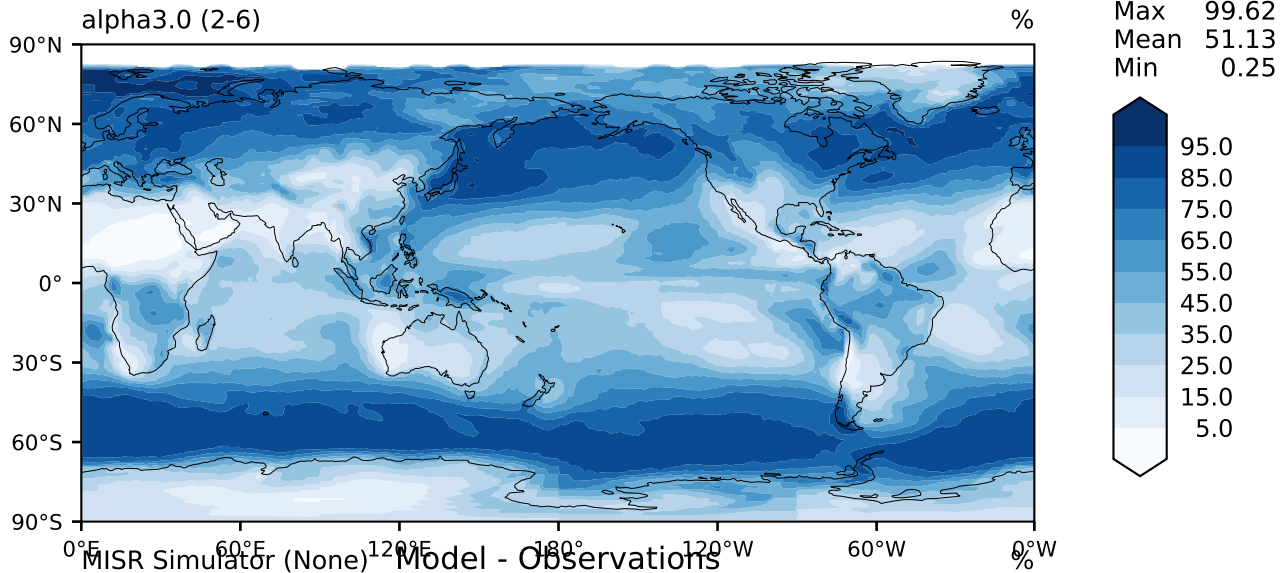 alpha3.0 (2-6) %
Max 99.62
Mean 51.13
Min 0.25
90°N
60°N
30°N
0°
30°S
60°S
90°S
95.0
85.0
75.0
65.0
55.0
45.0
35.0
25.0
15.0
5.0
0°E 60°E 120°E 180° 120°W 60°W 0°W
MISR Simulator (None) Model - Observations %